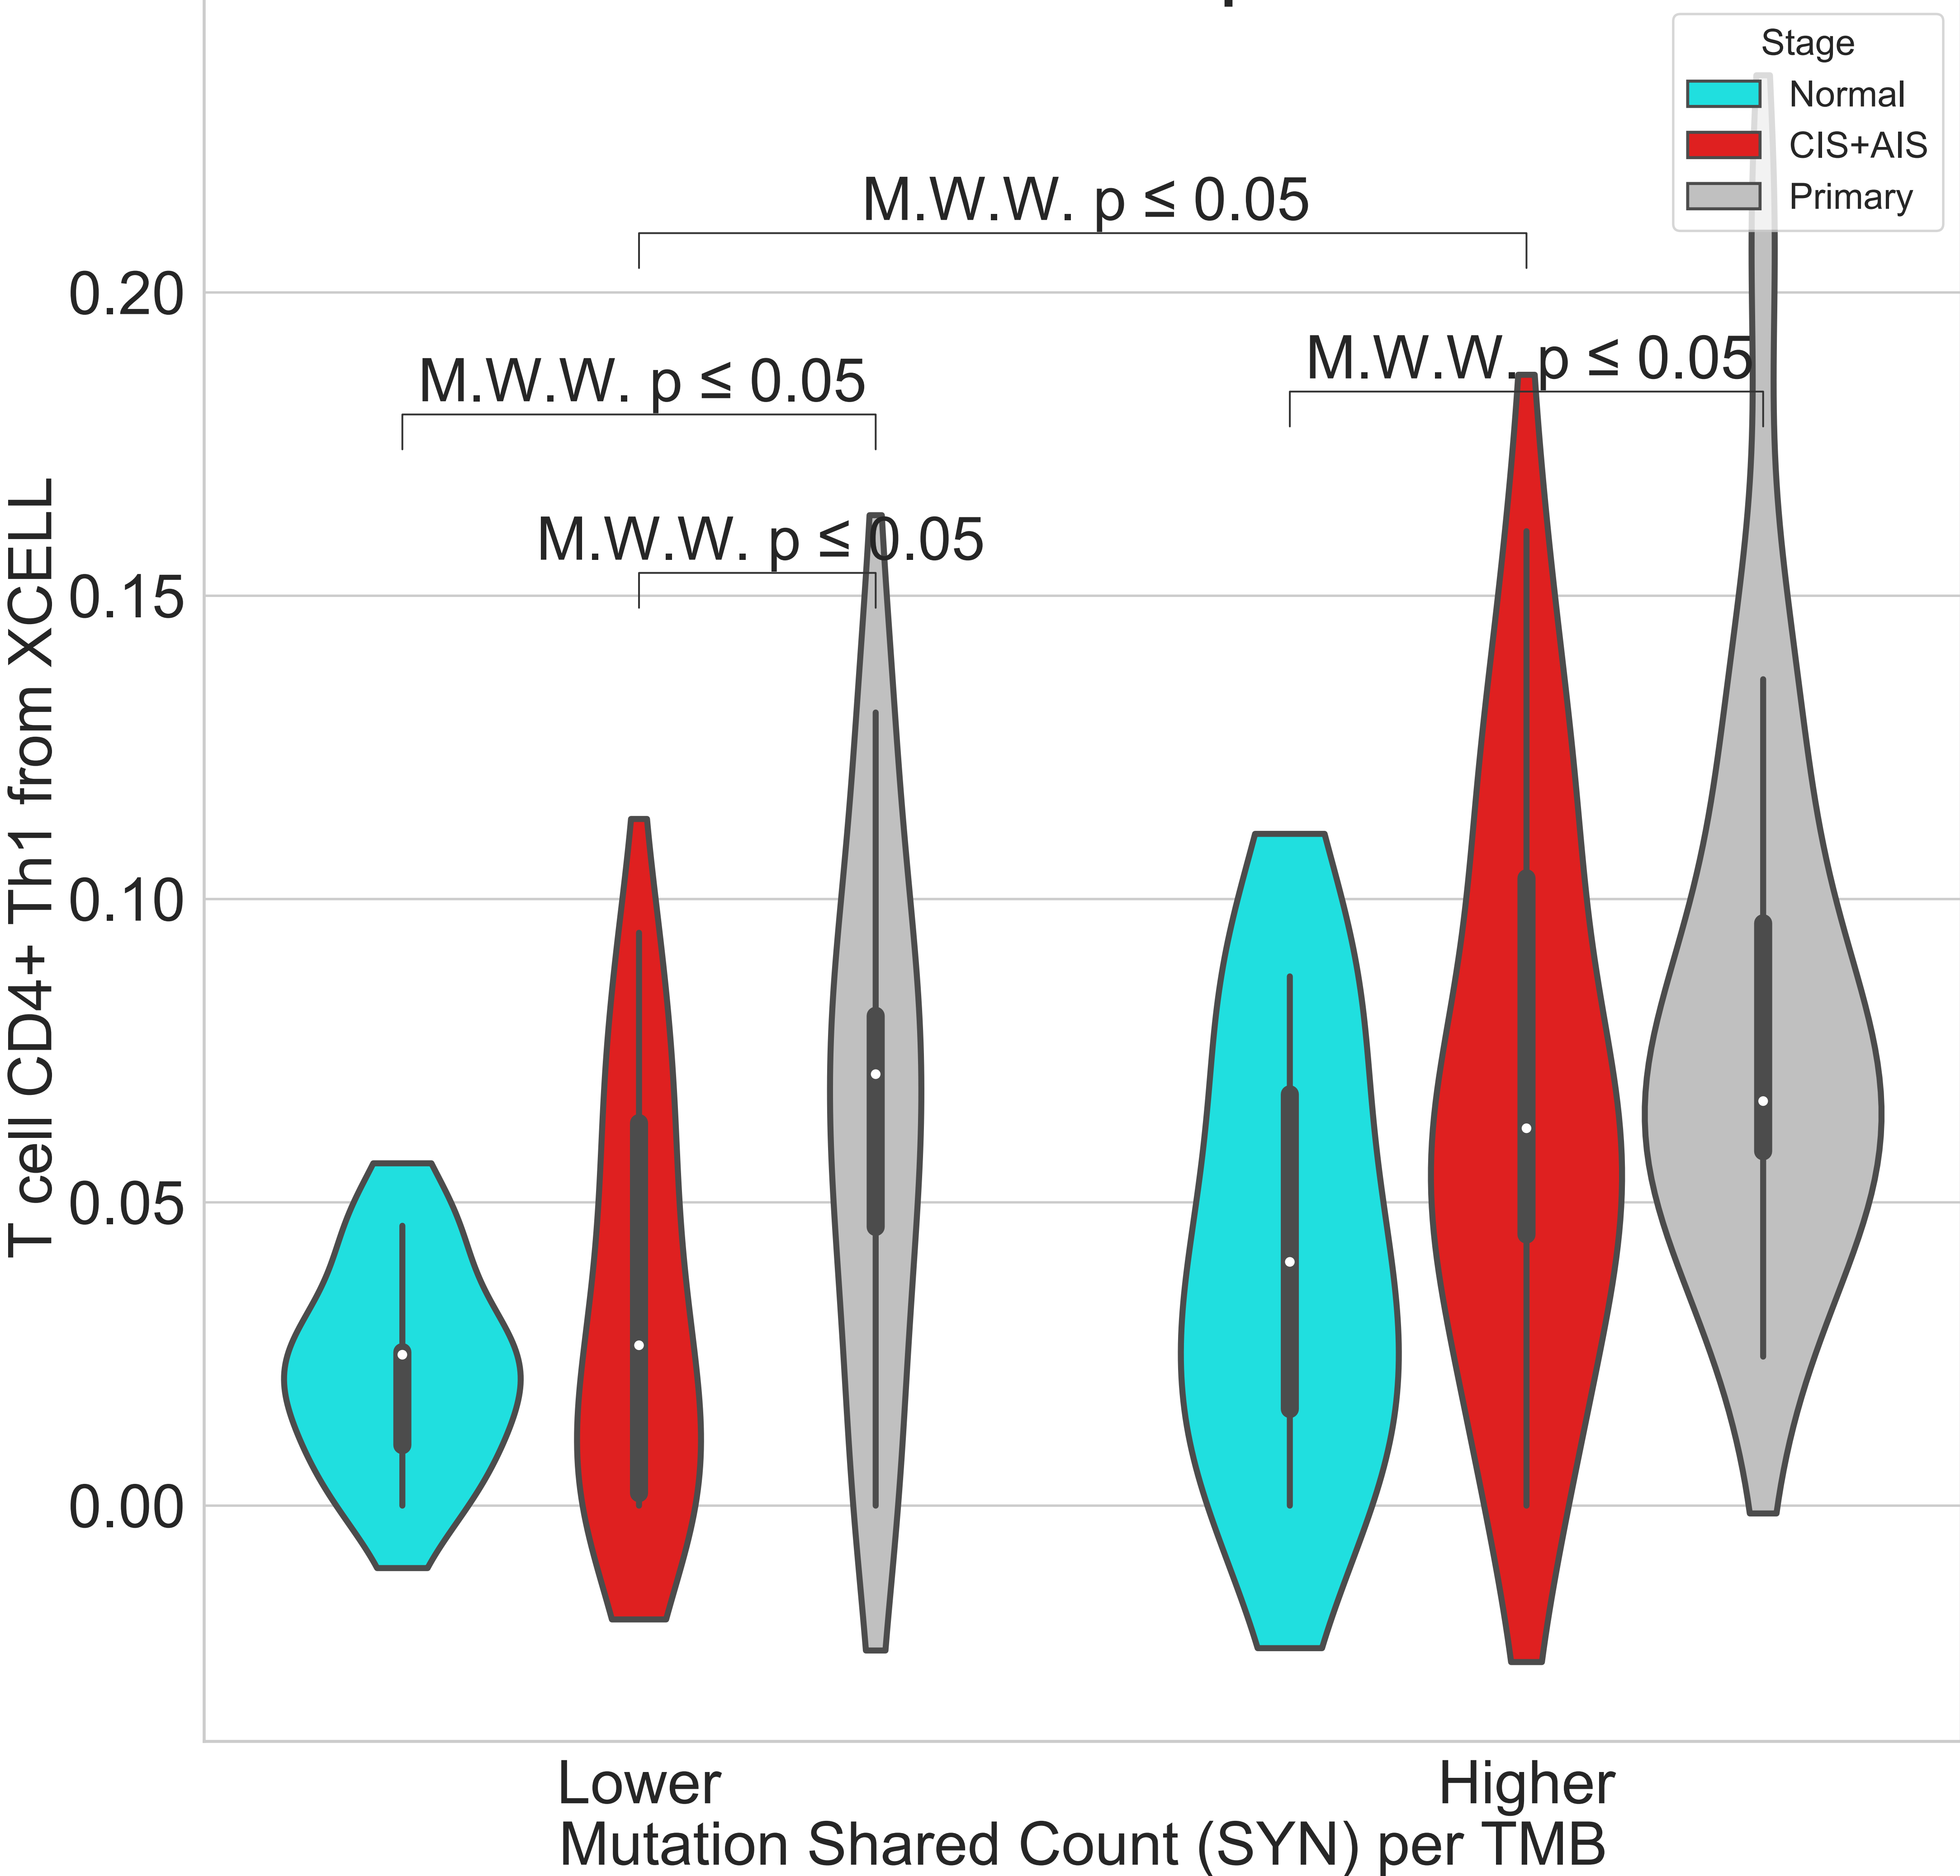 Stage
Normal
CIS+AIS
Primary
M.W.W. p ≤ 0.05
M.W.W. p ≤ 0.05
M.W.W. p ≤ 0.05
M.W.W. p ≤ 0.05
T cell CD4+ Th1 from XCELL
0.20
0.15
0.10
0.05
0.00
Lower
Higher
Mutation Shared Count (SYN) per TMB